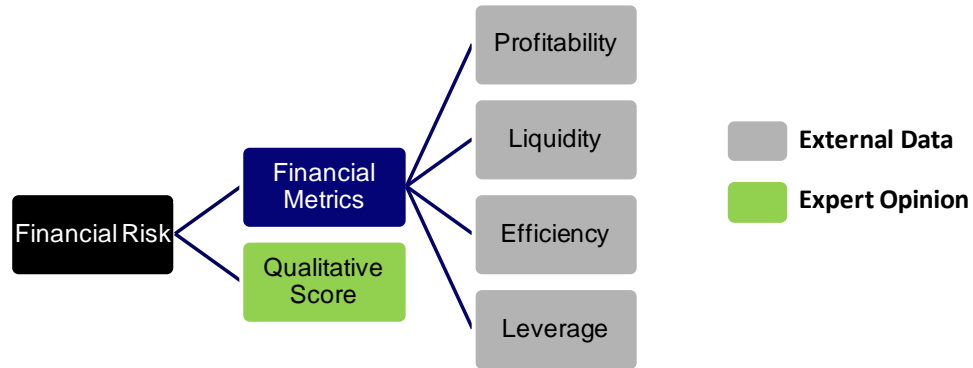 Financial Risk
Financial
Metrics
Qualitative
Score
Profitability
Liquidity
Efficiency
Leverage
External Data
Expert Opinion